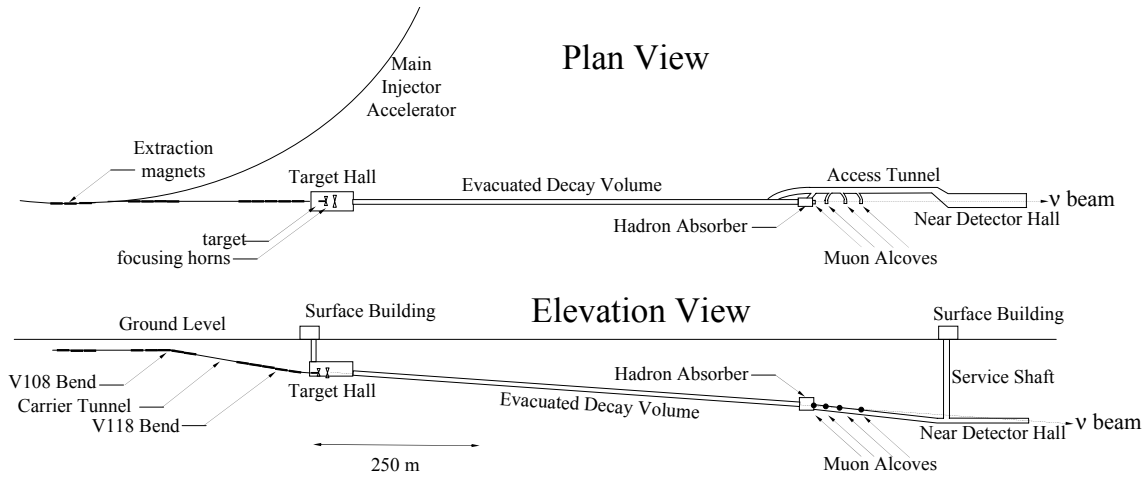 Plan View
Main
Injector
Accelerator
Extraction
magnets
Target Hall
Evacuated Decay Volume
Access Tunnel
ν beam
Hadron Absorber
Near Detector Hall
target
focusing horns
Muon Alcoves
Elevation View
Ground Level
Surface Building
Surface Building
V108 Bend
Carrier Tunnel
V118 Bend
Target Hall
Hadron Absorber
Evacuated Decay Volume
Service Shaft
Near Detector Hall
ν beam
Muon Alcoves
250 m